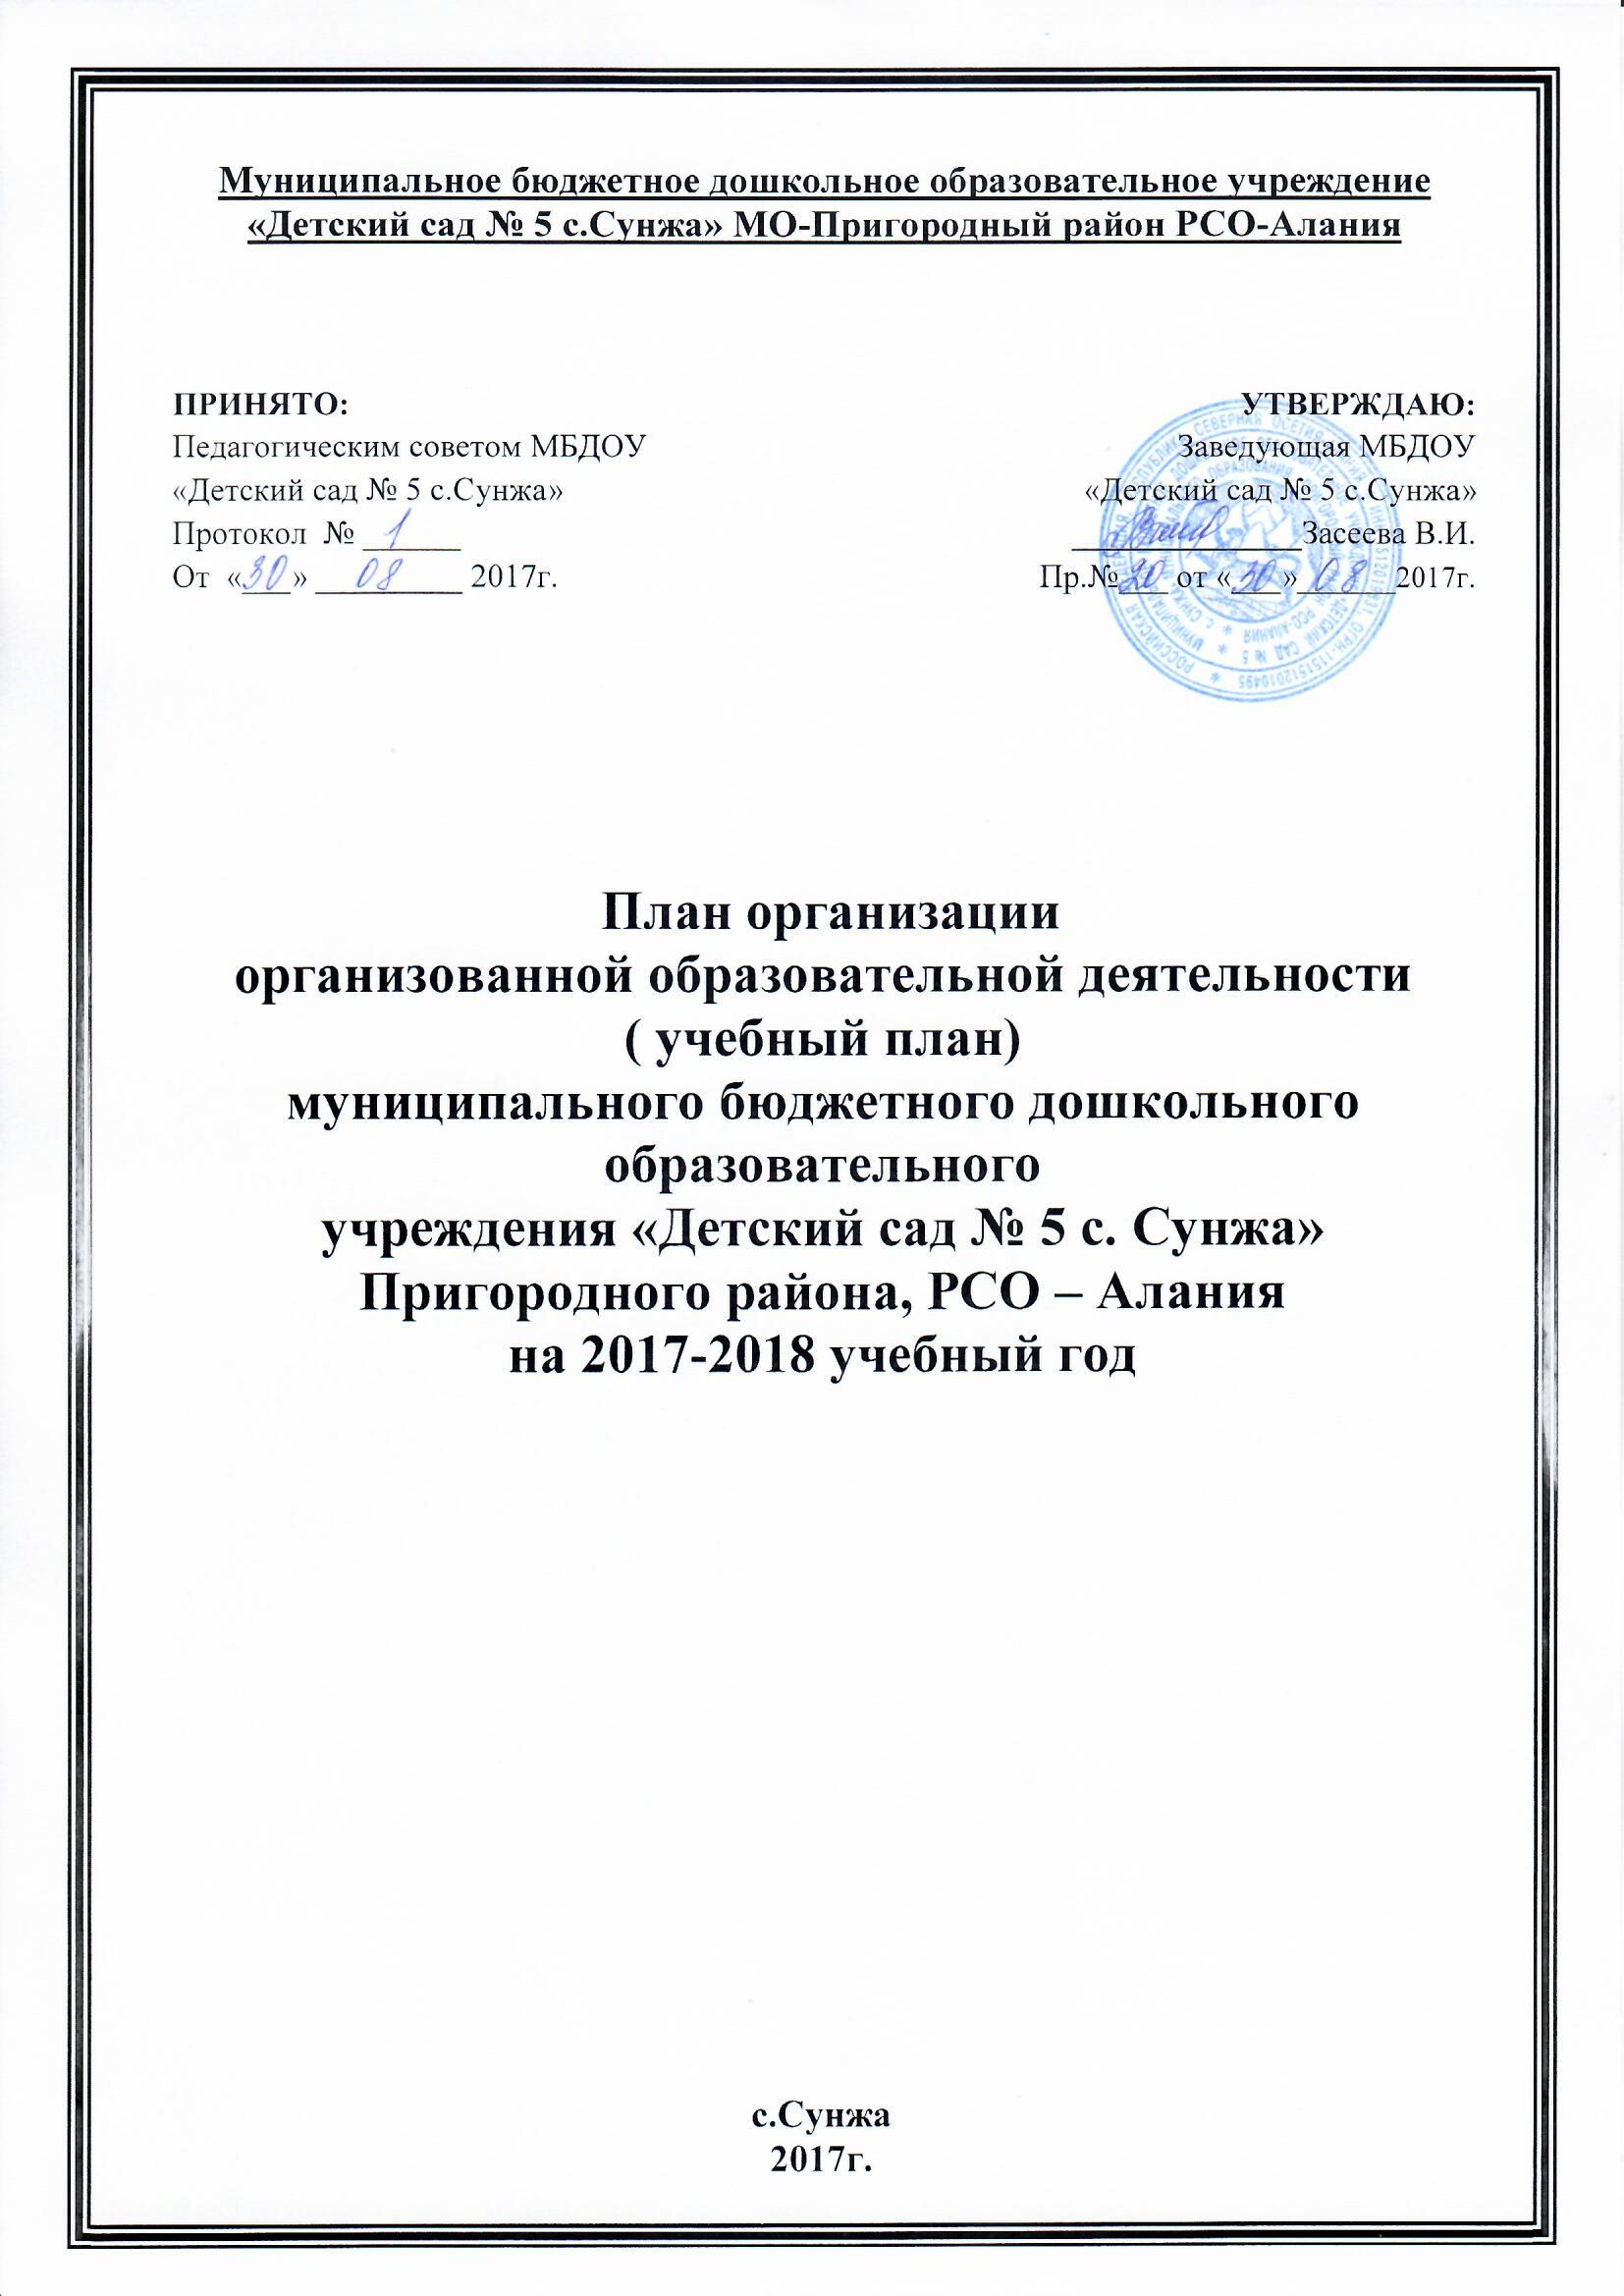 Муниципальное бюджетное дошкольное образовательное учреждение
«Детский сад № 5 с.Сунжа» МО-Пригородный район РСО-Алания
ПРИНЯТО:
Педагогическим советом МБДОУ
«Детский сад № 5 с.Сунжа»
Протокол № 1
От «30» 08 2017г.
УТВЕРЖДАЮ:
Заведующая МБДОУ
«Детский сад № 5 с.Сунжа»
Засеева В.И.
Пр.№20 от «30» 08 2017г.
План организации
организованной образовательной деятельности
( учебный план)
муниципального бюджетного дошкольного
образовательного
учреждения «Детский сад № 5 с. Сунжа»
Пригородного района, РСО – Алания
на 2017-2018 учебный год
с.Сунжа
2017г.